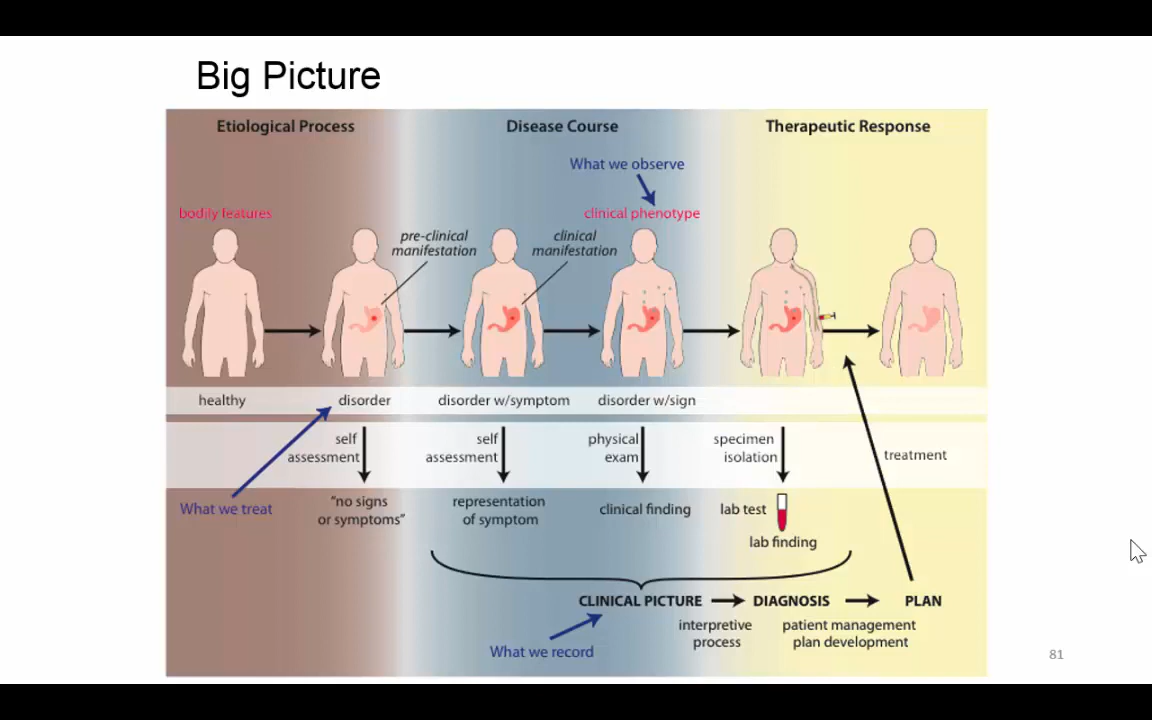 Big Picture
Etiological Process
Disease Course
Therapeutic Response
What we observe
bodily features
clinical phenotype
pre-clinical
manifestation
clinical
manifestation
healthy
disorder
disorder w/symptom
disorder w/sign
self
assessment
self
assessment
physical
exam
specimen
isolation
treatment
What we treat
"no signs
or symptoms"
representation
of symptom
clinical finding
lab test
lab finding
CLINICAL PICTURE
DIAGNOSIS
PLAN
interpretive
process
patient management
plan development
What we record
81